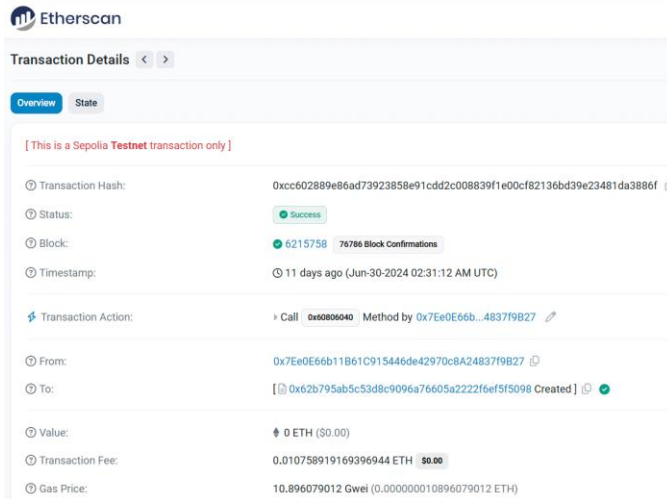 Etherscan
Transaction Details < >
Overview State
[ This is a Sepolia Testnet transaction only ]
Transaction Hash: 0xcc602889e86ad73923858e91cdd2c008839f1e00cf82136bd39e23481da3886f
Status: Success
Block: 6215758 76786 Block Confirmations
Timestamp: 11 days ago (Jun-30-2024 02:31:12 AM UTC)
Transaction Action: Call 0x60806040 Method by 0x7Ee0E66b...4837f9B27
From: 0x7Ee0E66b11B61C915446de42970c8A24837f9B27
To: [ 0x62b795ab5c53d8c9096a76605a2222f6ef5f5098 Created ]
Value: 0 ETH ($0.00)
Transaction Fee: 0.010758919169396944 ETH $0.00
Gas Price: 10.896079012 Gwei (0.000000010896079012 ETH)